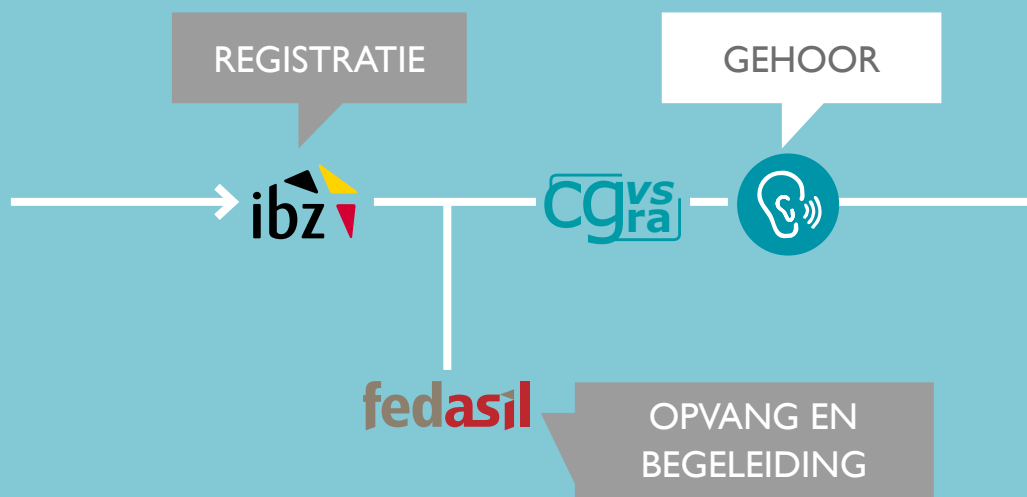 REGISTRATIE
GEHOOR
ibz
cgvs
ra
fedasil
OPVANG EN
BEGELEIDING